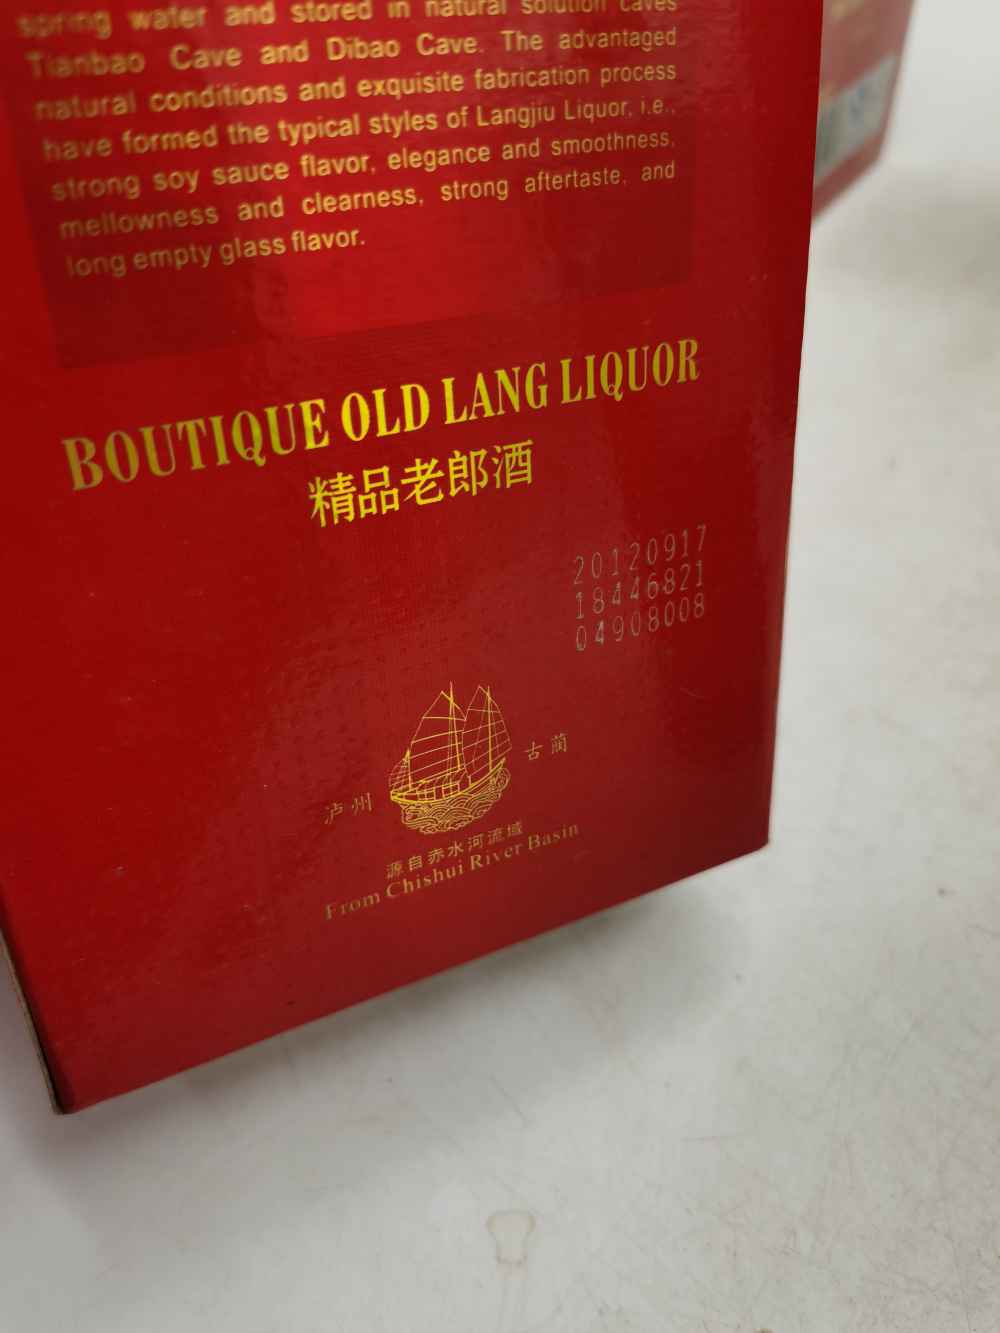 spring water and stored in natural solution caves
Tianbao Cave and Dibao Cave. The advantaged
natural conditions and exquisite fabrication process
have formed the typical styles of Langjiu Liquor, i.e.,
strong soy sauce flavor, elegance and smoothness,
mellowness and clearness, strong aftertaste, and
long empty glass flavor.
BOUTIQUE OLD LANG LIQUOR
精品老郎酒
20120917
18446821
04908008
泸州 古蔺
源自赤水河流域
From Chishui River Basin